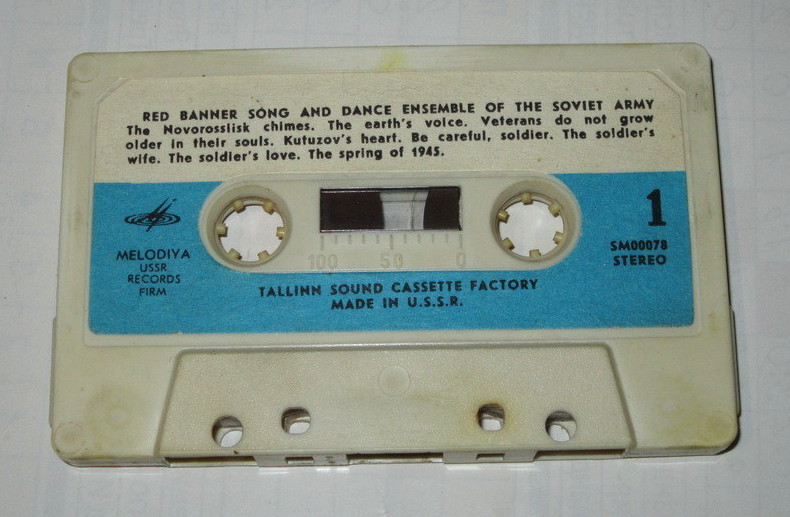 RED BANNER SONG AND DANCE ENSEMBLE OF THE SOVIET ARMY
The Novorosslisk chimes. The earth's voice. Veterans do not grow
older in their souls. Kutuzov's heart. Be careful, soldier. The soldier's
wife. The soldier's love. The spring of 1945.
1
MELODIYA
USSR
RECORDS
FIRM
100 50 0
SM00078
STEREO
TALLINN SOUND CASSETTE FACTORY
MADE IN U.S.S.R.